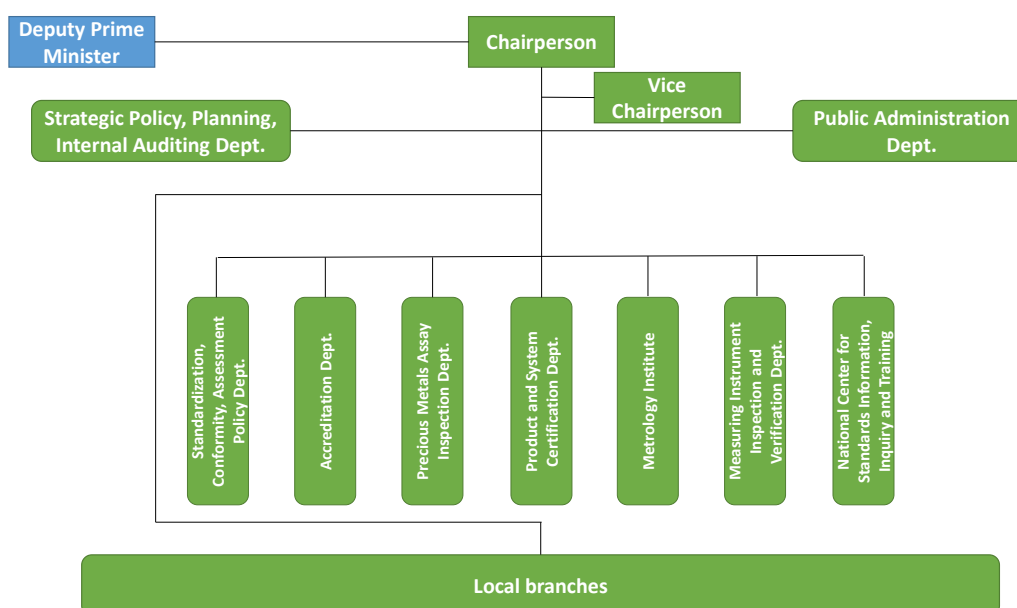 Deputy Prime
Minister
Chairperson
Vice
Chairperson
Strategic Policy, Planning,
Internal Auditing Dept.
Public Administration
Dept.
Standardization,
Conformity, Assessment
Policy Dept.
Accreditation Dept.
Precious Metals Assay
Inspection Dept.
Product and System
Certification Dept.
Metrology Institute
Measuring Instrument
Inspection and
Verification Dept.
National Center for
Standards Information,
Inquiry and Training
Local branches